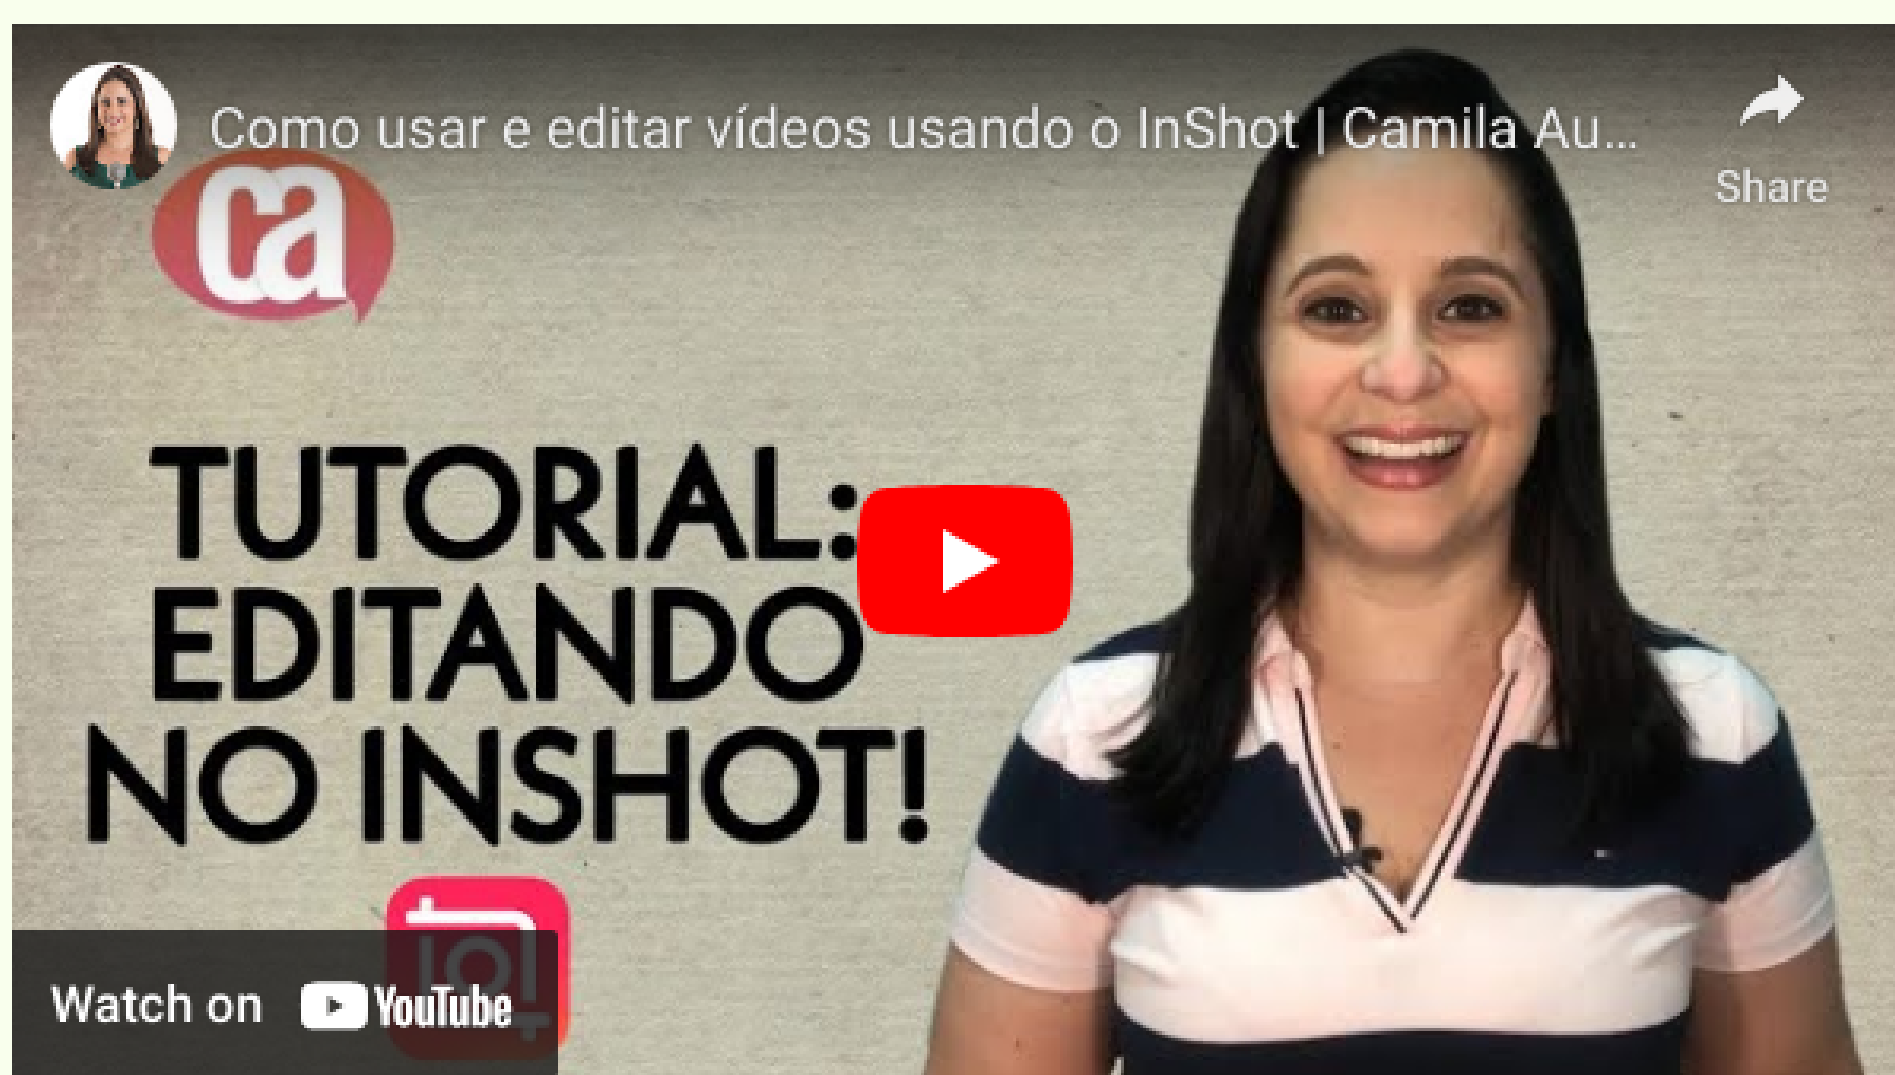 Como usar e editar vídeos usando o InShot | Camila Au...
Share
ca
TUTORIAL:
EDITANDO
NO INSHOT!
Watch on YouTube